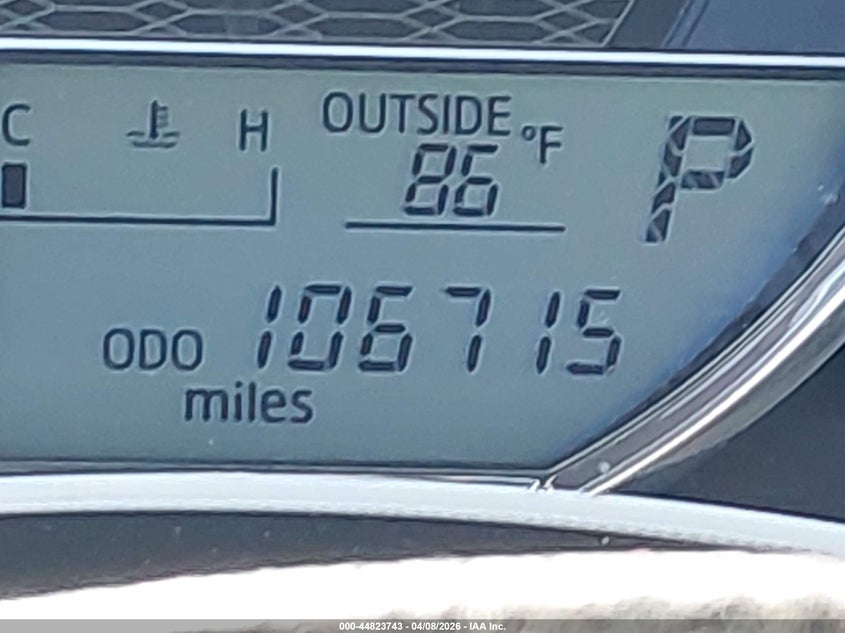 C H OUTSIDE °F P
86
ODO 106715
miles
000-44823743 - 04/08/2026 - IAA Inc.